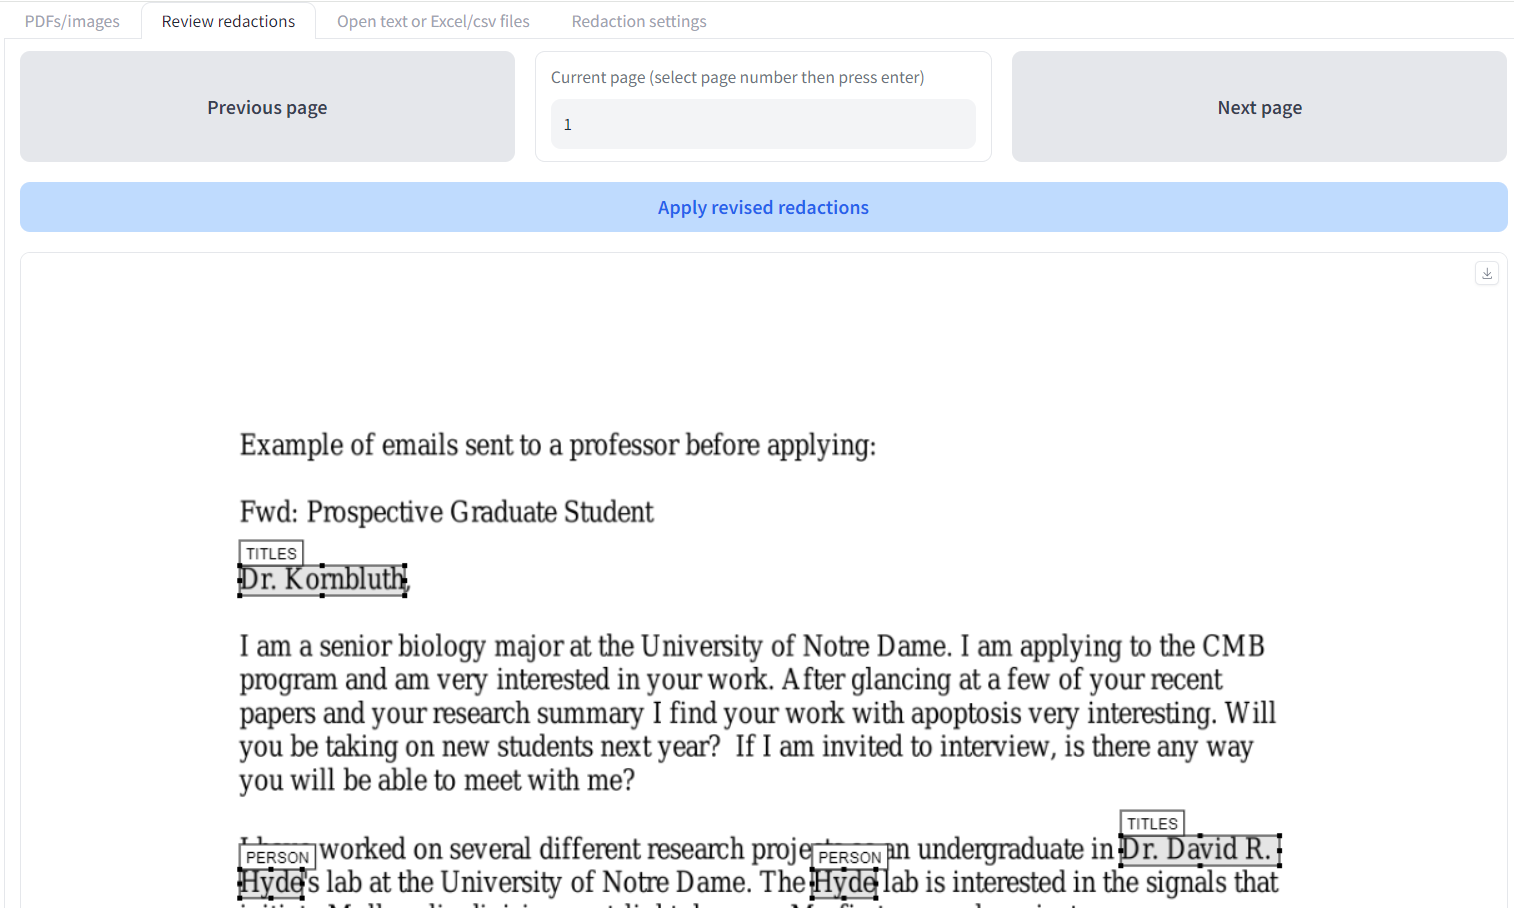 PDFs/images
Review redactions
Open text or Excel/csv files
Redaction settings
Previous page
Current page (select page number then press enter)
1
Next page
Apply revised redactions
Example of emails sent to a professor before applying:
Fwd: Prospective Graduate Student
TITLES
Dr. Kornbluth,
I am a senior biology major at the University of Notre Dame. I am applying to the CMB
program and am very interested in your work. After glancing at a few of your recent
papers and your research summary I find your work with apoptosis very interesting. Will
you be taking on new students next year?  If I am invited to interview, is there any way
you will be able to meet with me?
TITLES
I have worked on several different research projects as an undergraduate in Dr. David R.
PERSON
PERSON
Hyde's lab at the University of Notre Dame. The Hyde lab is interested in the signals that